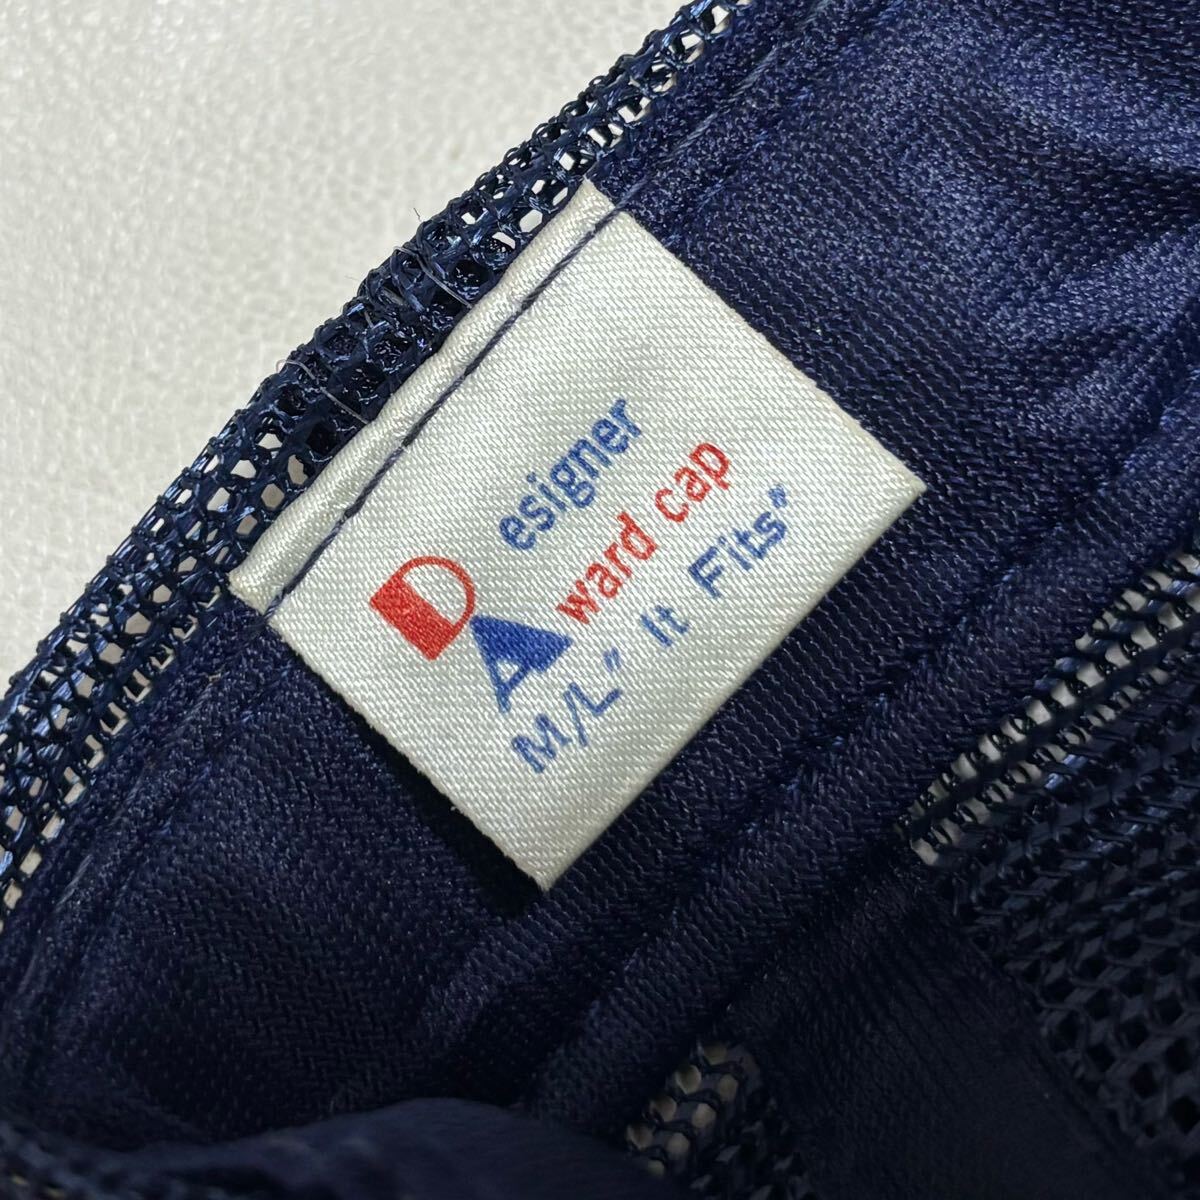 Designer
Award cap
M/L" It Fits"